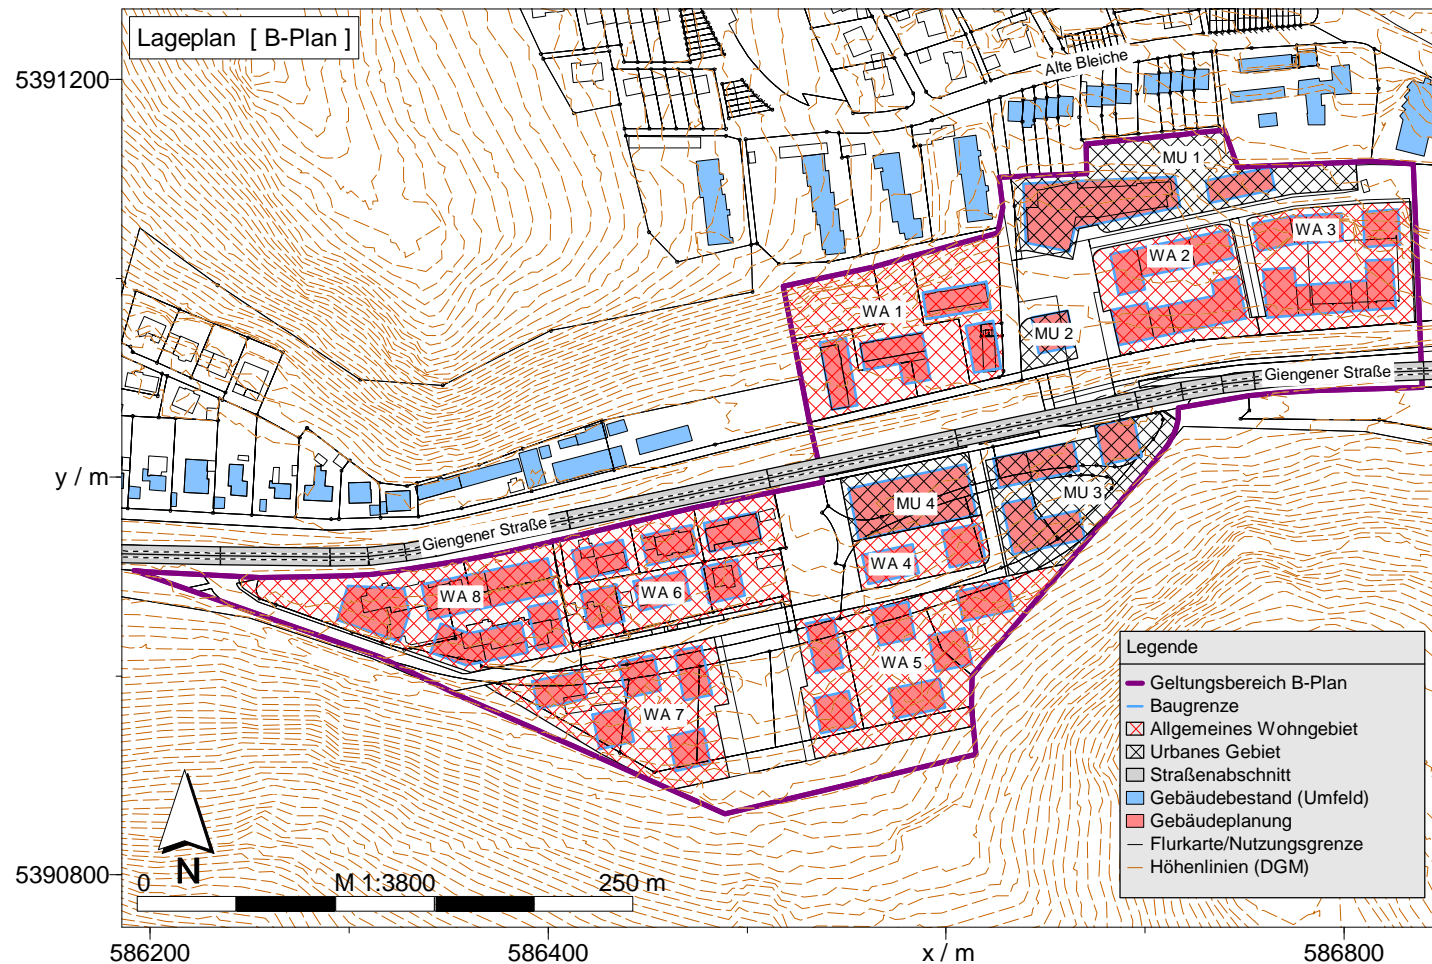 Lageplan [ B-Plan ]
5391200
Alte Bleiche
MU 1
WA 3
WA 2
WA 1
MU 2
Giengener Straße
y / m
MU 3
MU 4
Giengener Straße
WA 4
WA 8
WA 6
WA 5
WA 7
Legende
Geltungsbereich B-Plan
Baugrenze
Allgemeines Wohngebiet
Urbanes Gebiet
Straßenabschnitt
Gebäudebestand (Umfeld)
Gebäudeplanung
Flurkarte/Nutzungsgrenze
Höhenlinien (DGM)
N
5390800
0 M 1:3800 250 m
586200 586400 x / m 586800